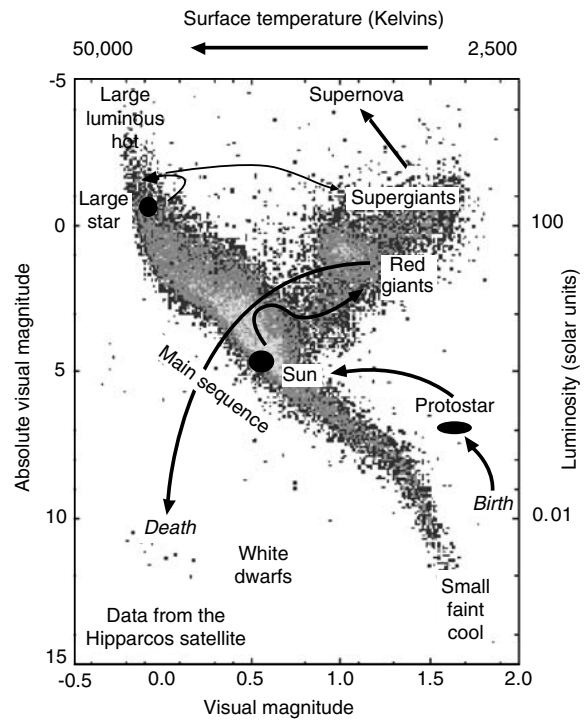 Surface temperature (Kelvins)
50,000
2,500
-5
Large
luminous
hot
Supernova
Large
star
Supergiants
0
100
Red
giants
Absolute visual magnitude
Luminosity (solar units)
Main sequence
5
Sun
Protostar
10
Death
Birth
0.01
White
dwarfs
Small
faint
cool
Data from the
Hipparcos satellite
15
-0.5
0.0
0.5
1.0
1.5
2.0
Visual magnitude